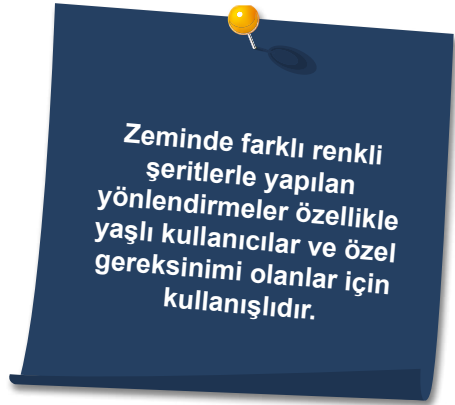 Zeminde farklı renkli
şeritlerle yapılan
yönlendirmeler özellikle
yaşlı kullanıcılar ve özel
gereksinimi olanlar için
kullanışlıdır.